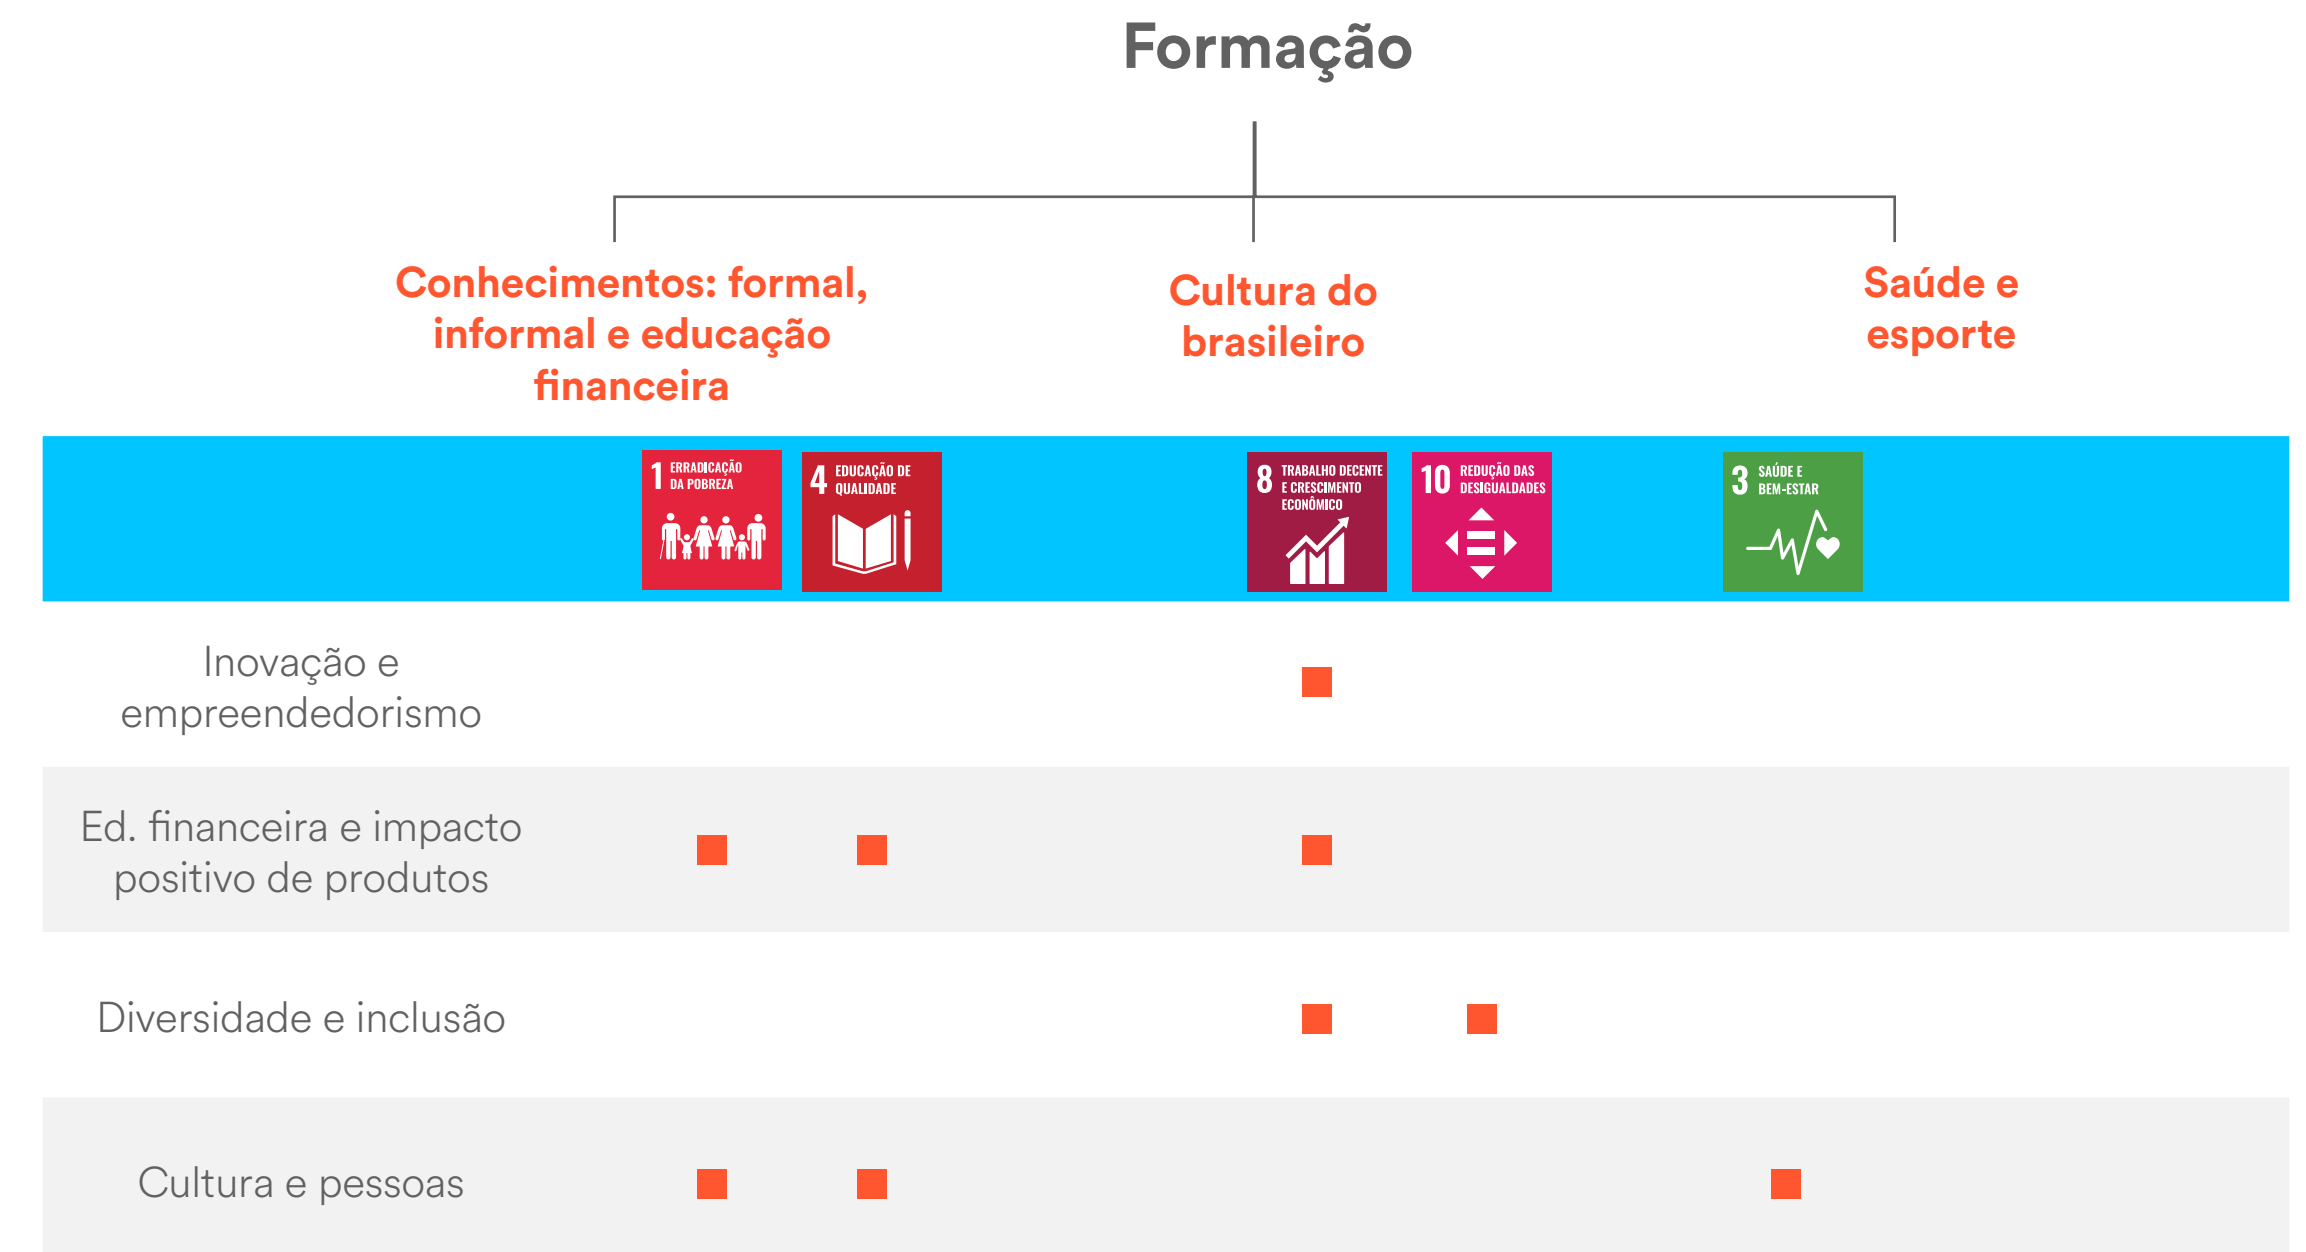 Formação
Conhecimentos: formal,
informal e educação
financeira
Cultura do
brasileiro
Saúde e
esporte
1 ERRADICAÇÃO
DA POBREZA
4 EDUCAÇÃO DE
QUALIDADE
8 TRABALHO DECENTE
E CRESCIMENTO
ECONÔMICO
10 REDUÇÃO DAS
DESIGUALDADES
3 SAÚDE E
BEM-ESTAR
Inovação e
empreendedorismo
Ed. financeira e impacto
positivo de produtos
Diversidade e inclusão
Cultura e pessoas